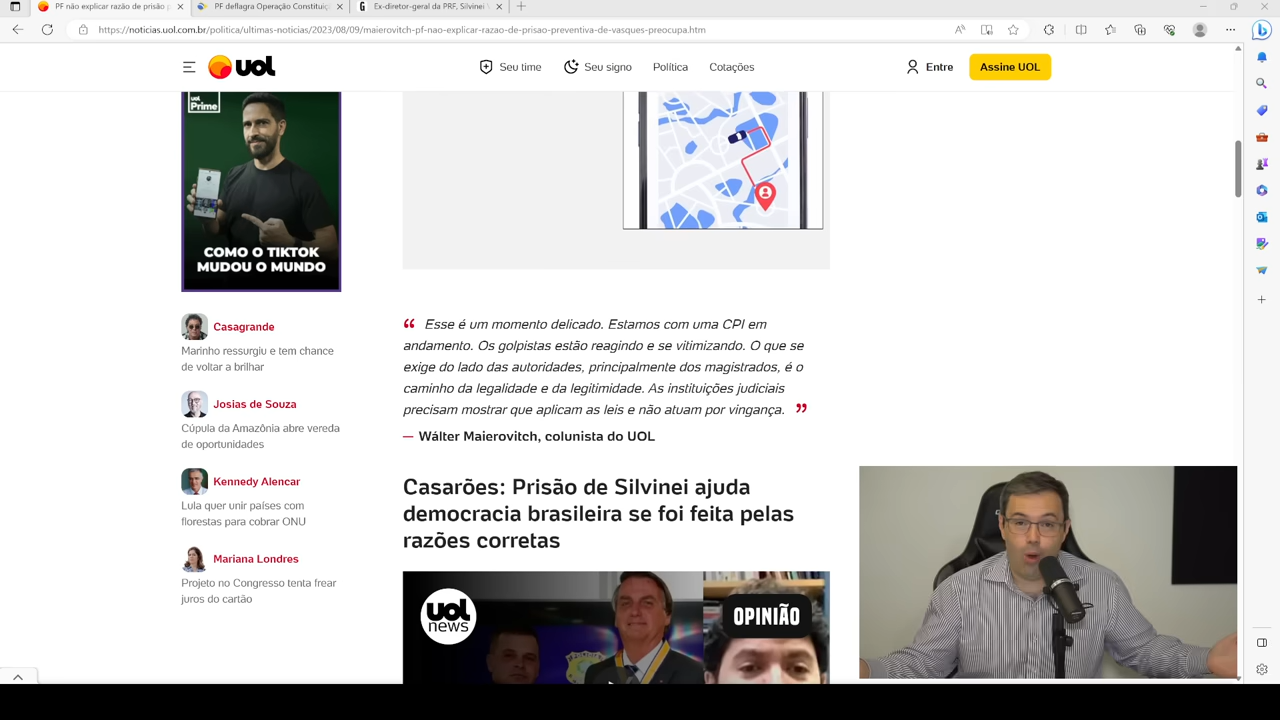 PF não explicar razão de prisão p
PF deflagra Operação Constituiç
Ex-diretor-geral da PRF, Silvinei V
https://noticias.uol.com.br/politica/ultimas-noticias/2023/08/09/maierovitch-pf-nao-explicar-razao-de-prisao-preventiva-de-vasques-preocupa.htm
uol
Seu time
Seu signo
Política
Cotações
Entre
Assine UOL
uol
Prime
COMO O TIKTOK
MUDOU O MUNDO
Casagrande
Marinho ressurgiu e tem chance
de voltar a brilhar
Josias de Souza
Cúpula da Amazônia abre vereda
de oportunidades
Kennedy Alencar
Lula quer unir países com
florestas para cobrar ONU
Mariana Londres
Projeto no Congresso tenta frear
juros do cartão
“ Esse é um momento delicado. Estamos com uma CPI em
andamento. Os golpistas estão reagindo e se vitimizando. O que se
exige do lado das autoridades, principalmente dos magistrados, é o
caminho da legalidade e da legitimidade. As instituições judiciais
precisam mostrar que aplicam as leis e não atuam por vingança. ”
— Wálter Maierovitch, colunista do UOL
Casarões: Prisão de Silvinei ajuda
democracia brasileira se foi feita pelas
razões corretas
uol
news
OPINIÃO